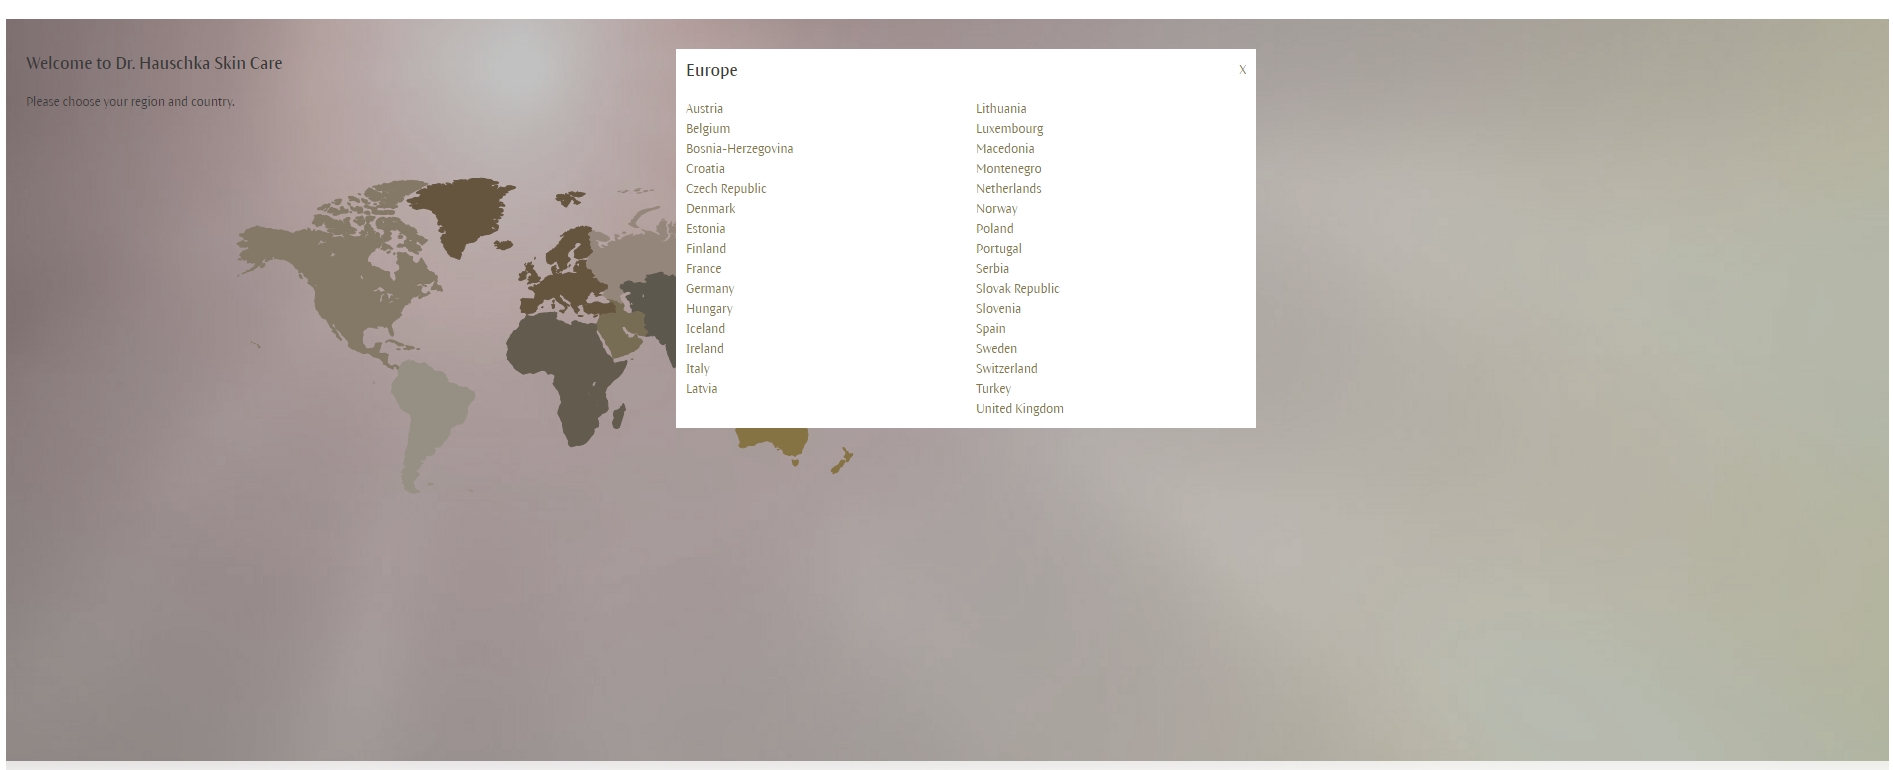 Welcome to Dr. Hauschka Skin Care
Please choose your region and country.
Europe
X
Austria
Belgium
Bosnia-Herzegovina
Croatia
Czech Republic
Denmark
Estonia
Finland
France
Germany
Hungary
Iceland
Ireland
Italy
Latvia
Lithuania
Luxembourg
Macedonia
Montenegro
Netherlands
Norway
Poland
Portugal
Serbia
Slovak Republic
Slovenia
Spain
Sweden
Switzerland
Turkey
United Kingdom